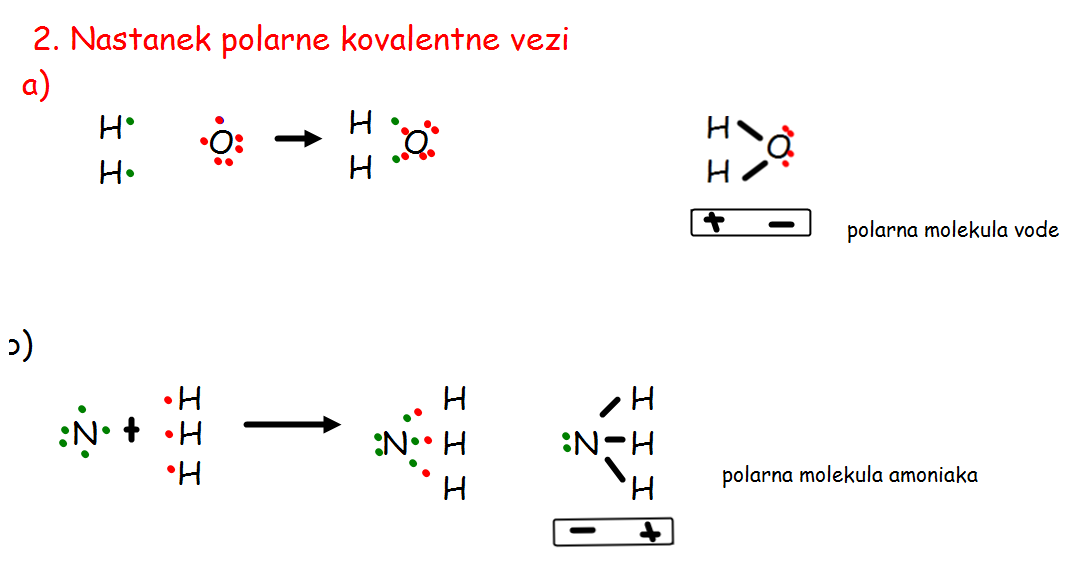 2. Nastanek polarne kovalentne vezi
a)
H O → H O H O
H H H
+ − polarna molekula vode
b)
H H H
N + H → N H N H
H H H
polarna molekula amoniaka
− +